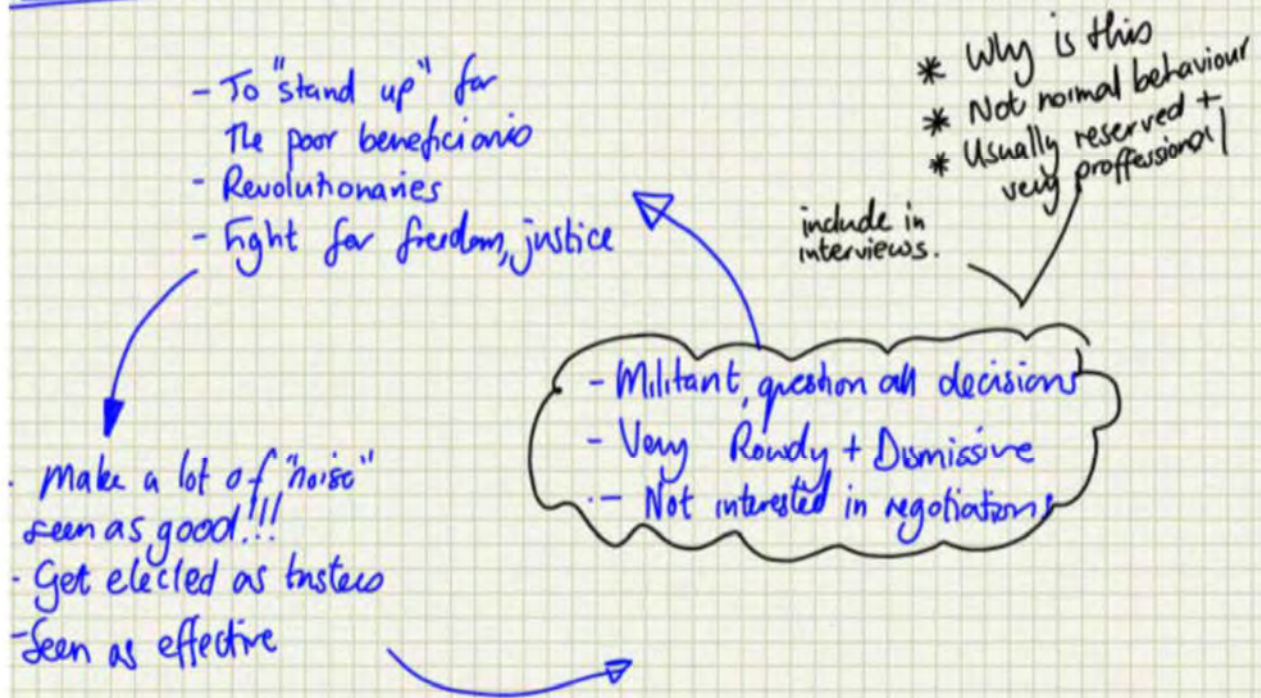 - To "stand up" for
The poor beneficiario
- Revolutionaries
- Fight for freedom, justice
* Why is this
* Not normal behaviour
* Usually reserved +
very proffessional
include in
interviews.
- Militant, question all decisions
- Very Rowdy + Dismissive
- Not interested in negotiations
- Make a lot of "noise"
seen as good!!!
- Get elected as
- Seen as effective